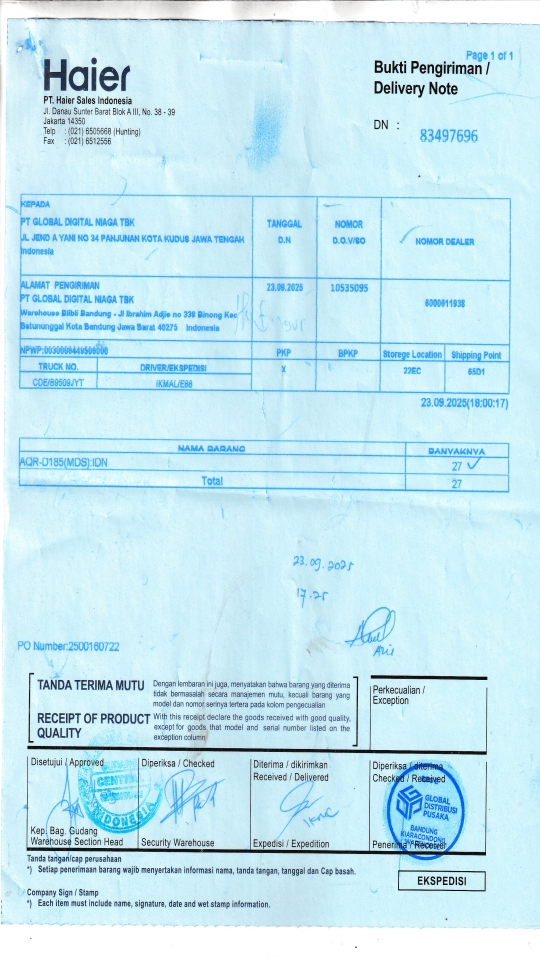 Page 1 of 1
Haier
PT. Haier Sales Indonesia
Jl. Danau Sunter Barat Blok A III, No. 38 - 39
Jakarta 14350
Telp : (021) 6505668 (Hunting)
Fax : (021) 6512556
Bukti Pengiriman /
Delivery Note
DN : 83497696
KEPADA
PT GLOBAL DIGITAL NIAGA TBK
JL JEND A YANI NO 34 PANJUNAN KOTA KUDUS JAWA TENGAH
Indonesia
TANGGAL
D.N
NOMOR
D.O.V/SO
NOMOR DEALER
ALAMAT PENGIRIMAN
PT GLOBAL DIGITAL NIAGA TBK
Warehouse Blibli Bandung - Jl Ibrahim Adjie no 339 Binong Kec
Batununggal Kota Bandung Jawa Barat 40275 Indonesia
23.09.2025
10535095
6000011938
NPWP:
PKP
BPKP
Storege Location
Shipping Point
TRUCK NO.
DRIVER/EKSPEDISI
X
22EC
65D1
CDE/B9509JYT
IKMAL/E86
23.09.2025(18:00:17)
NAMA BARANG
BANYAKNYA
AQR-D185(MDS):IDN
27
Total
27
23.09.2025
17.25
Arie
PO Number:2500160722
TANDA TERIMA MUTU
Dengan lembaran ini juga, menyatakan bahwa barang yang diterima
tidak bermasalah secara manajemen mutu, kecuali barang yang
model dan nomor serinya tertera pada kolom pengecualian
RECEIPT OF PRODUCT
QUALITY
With this receipt declare the goods received with good quality,
except for goods that model and serial number listed on the
exception column
Perkecualian /
Exception
Disetujui / Approved
Diperiksa / Checked
Diterima / dikirimkan
Received / Delivered
Diperiksa / diterima
Checked / Received
INDONESIA
GLOBAL
DISTRIBUSI
PUSAKA
BANDUNG
KIARACONDONG
Kep. Bag. Gudang
Warehouse Section Head
Security Warehouse
Expedisi / Expedition
Penerima / Receiver
Tanda tangan/cap perusahaan
*) Setiap penerimaan barang wajib menyertakan informasi nama, tanda tangan, tanggal dan Cap basah.
EKSPEDISI
Company Sign / Stamp
*) Each item must include name, signature, date and wet stamp information.